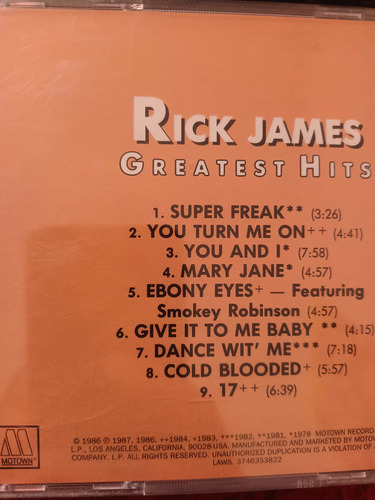 RICK JAMES
GREATEST HITS
1. SUPER FREAK** (3:26)
2. YOU TURN ME ON++ (4:41)
3. YOU AND I* (7:58)
4. MARY JANE* (4:57)
5. EBONY EYES+ — Featuring
Smokey Robinson (4:57)
6. GIVE IT TO ME BABY ** (4:15)
7. DANCE WIT' ME*** (7:18)
8. COLD BLOODED+ (5:57)
9. 17++ (6:39)
M
MOTOWN
© 1986 ℗ 1987, 1986, ++1984, +1983, ***1982, **1981, *1978 MOTOWN RECORD
L.P., LOS ANGELES, CALIFORNIA, 90028-USA. MANUFACTURED AND MARKETED BY MOTOW
COMPANY, L.P. ALL RIGHTS RESERVED. UNAUTHORIZED DUPLICATION IS A VIOLATION OF A
LAWS. 3746353822